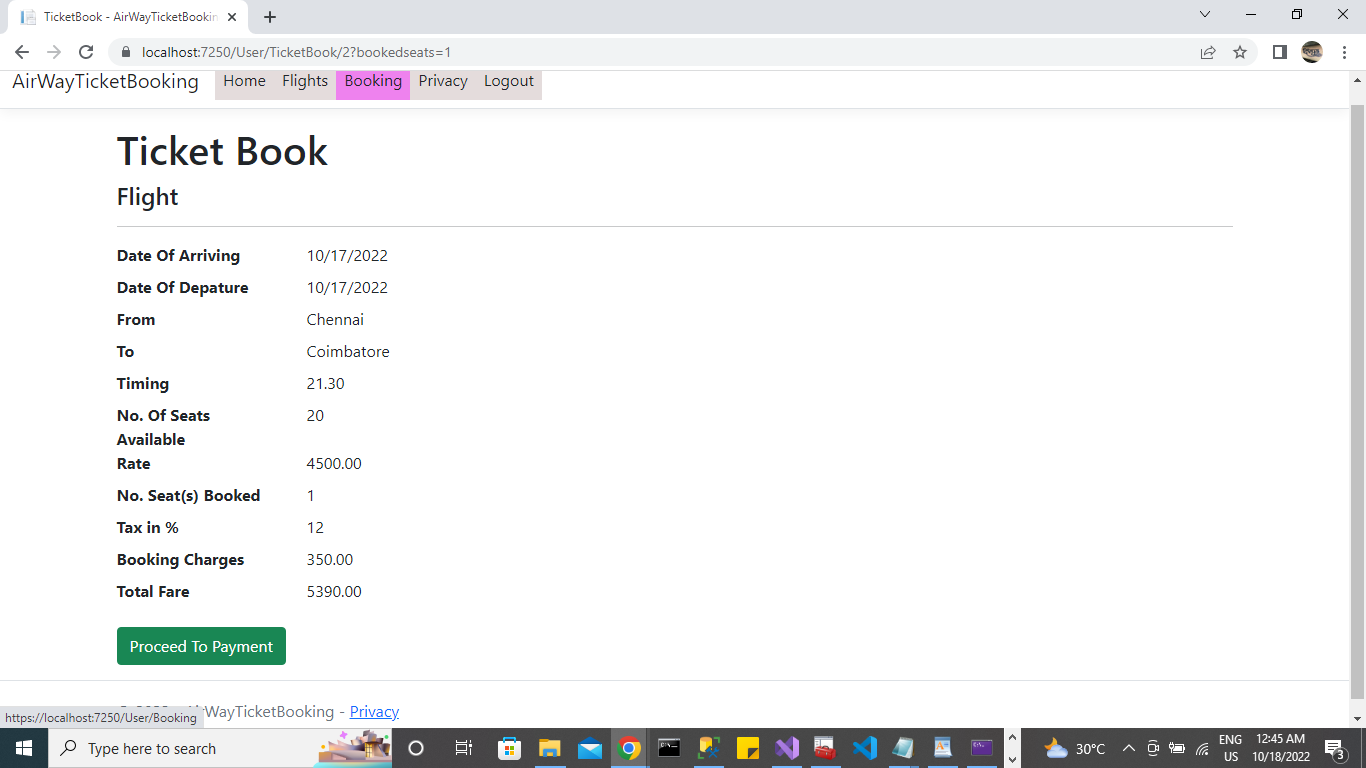 TicketBook - AirWayTicketBookin
localhost:7250/User/TicketBook/2?bookedseats=1
AirWayTicketBooking Home Flights Booking Privacy Logout
Ticket Book
Flight
Date Of Arriving 10/17/2022
Date Of Depature 10/17/2022
From Chennai
To Coimbatore
Timing 21.30
No. Of Seats 20
Available
Rate 4500.00
No. Seat(s) Booked 1
Tax in % 12
Booking Charges 350.00
Total Fare 5390.00
Proceed To Payment
AirWayTicketBooking - Privacy
https://localhost:7250/User/Booking
Type here to search
30°C
ENG
US
12:45 AM
10/18/2022
3